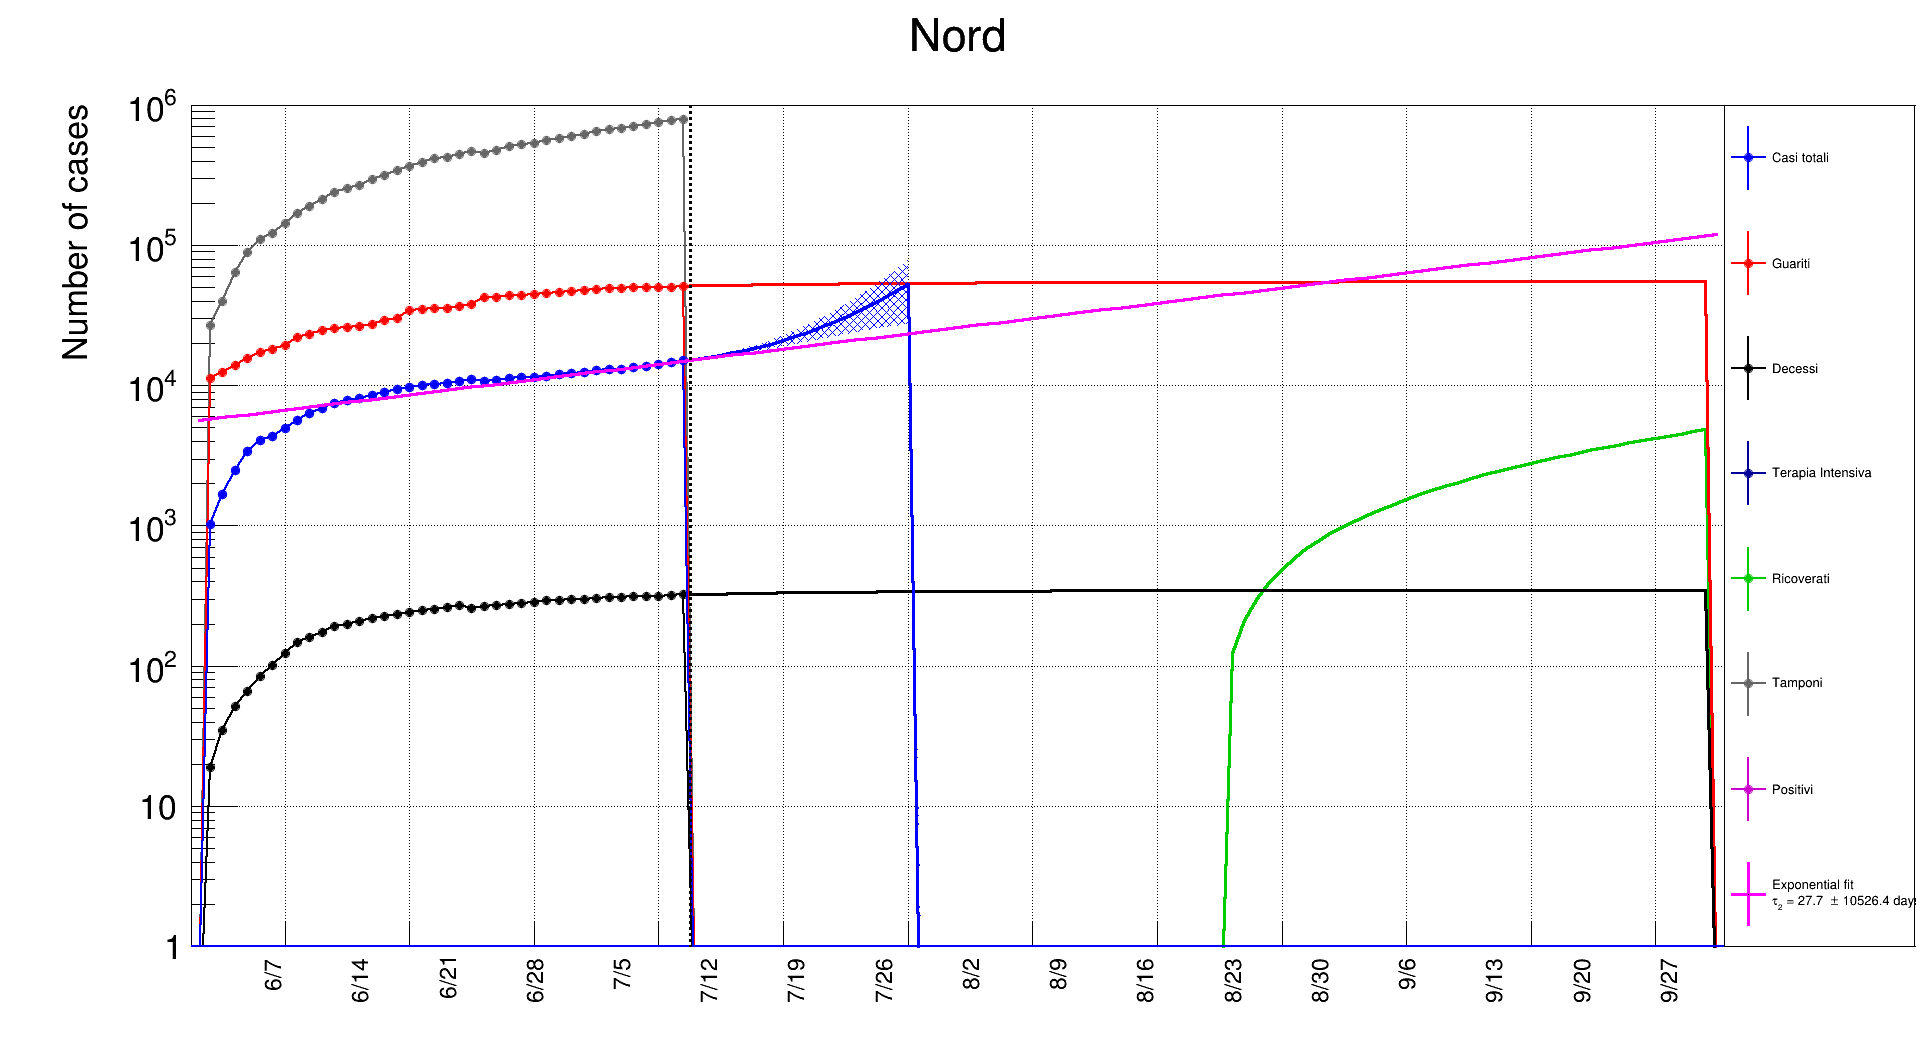 Nord
Number of cases
10^6
10^5
10^4
10^3
10^2
10
1
6/7
6/14
6/21
6/28
7/5
7/12
7/19
7/26
8/2
8/9
8/16
8/23
8/30
9/6
9/13
9/20
9/27
Casi totali
Guariti
Decessi
Terapia Intensiva
Ricoverati
Tamponi
Positivi
Exponential fit
τ₂ = 27.7 ± 10526.4 days